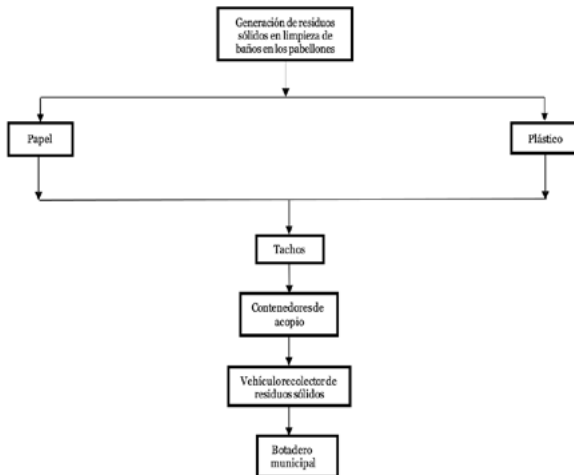 Generación de residuos
sólidos en limpieza de
baños en los pabellones
Papel
Plástico
Tachos
Contenedores de
acopio
Vehículo recolector de
residuos sólidos
Botadero
municipal